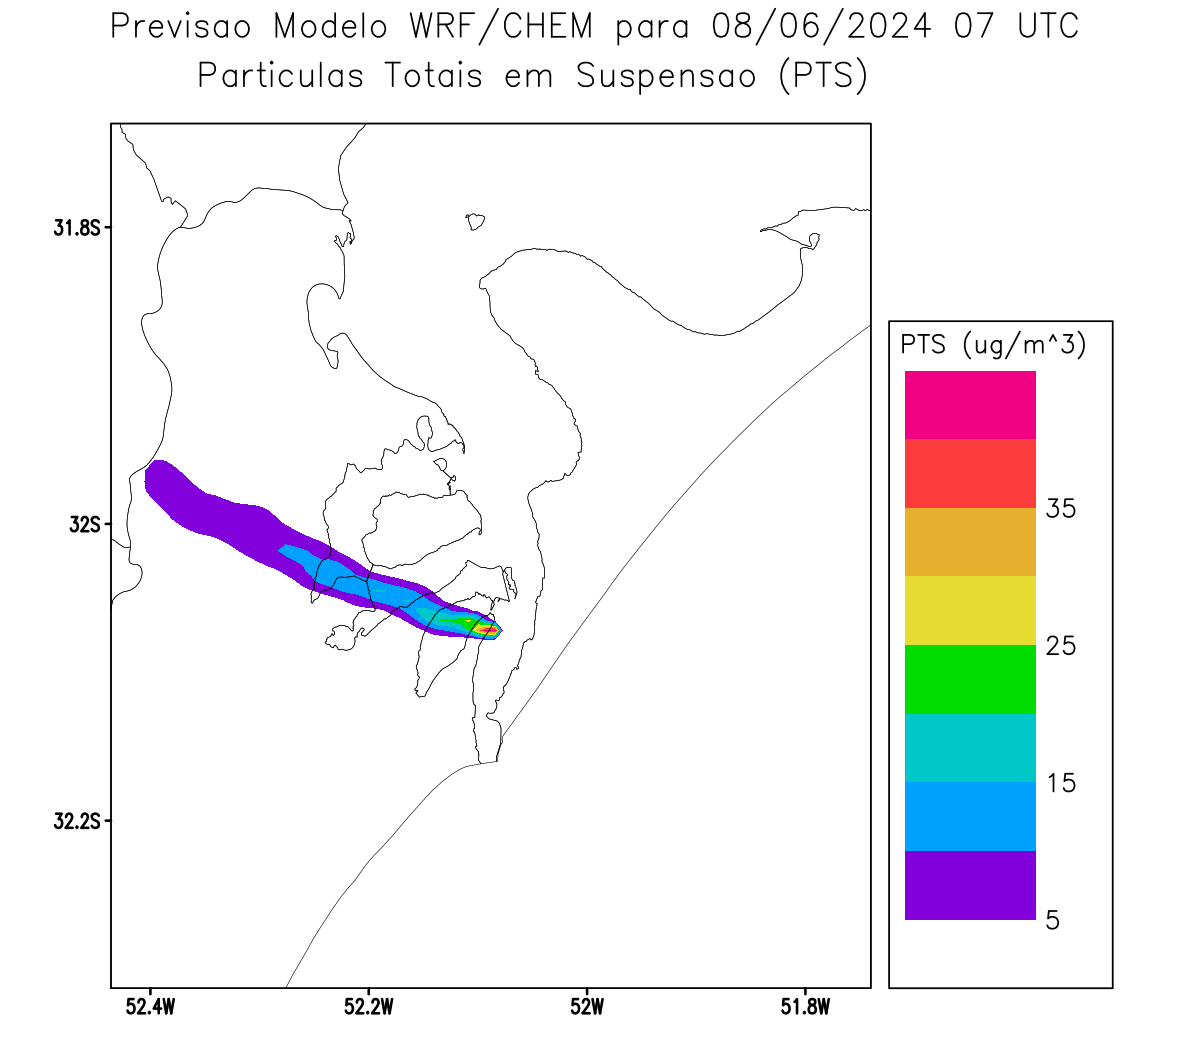 Previsao Modelo WRF/CHEM para 08/06/2024 07 UTC
Particulas Totais em Suspensao (PTS)
31.8S
32S
32.2S
52.4W
52.2W
52W
51.8W
PTS (ug/m^3)
35
25
15
5